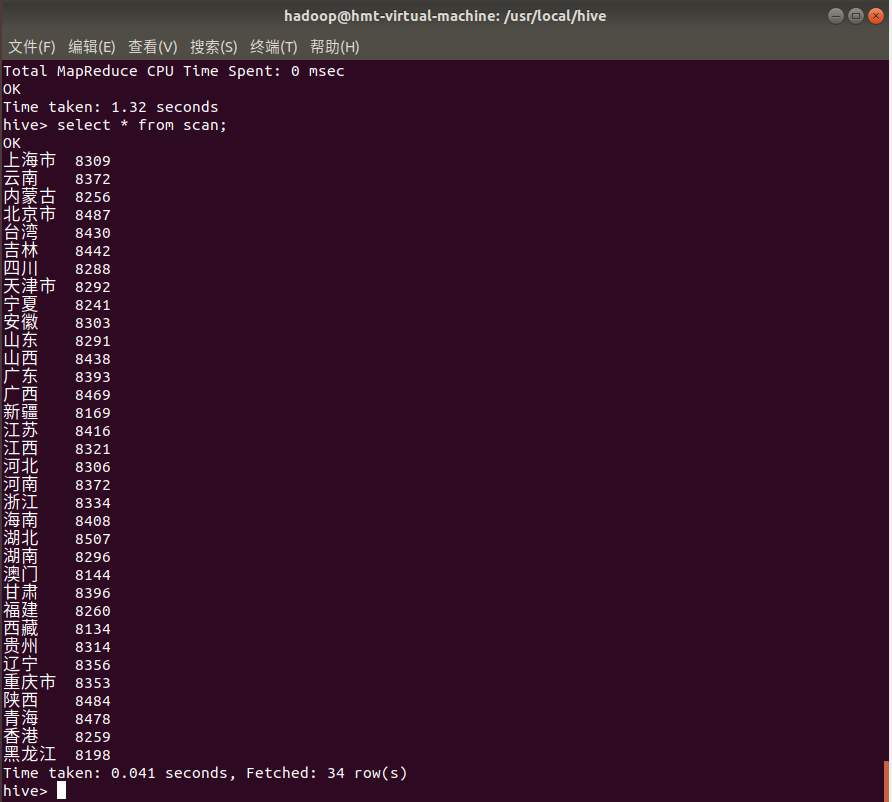 hadoop@hmt-virtual-machine: /usr/local/hive
文件(F) 编辑(E) 查看(V) 搜索(S) 终端(T) 帮助(H)
Total MapReduce CPU Time Spent: 0 msec
OK
Time taken: 1.32 seconds
hive> select * from scan;
OK
上海市 8309
云南 8372
内蒙古 8256
北京市 8487
台湾 8430
吉林 8442
四川 8288
天津市 8292
宁夏 8241
安徽 8303
山东 8291
山西 8438
广东 8393
广西 8469
新疆 8169
江苏 8416
江西 8321
河北 8306
河南 8372
浙江 8334
海南 8408
湖北 8507
湖南 8296
澳门 8144
甘肃 8396
福建 8260
西藏 8134
贵州 8314
辽宁 8356
重庆市 8353
陕西 8484
青海 8478
香港 8259
黑龙江 8198
Time taken: 0.041 seconds, Fetched: 34 row(s)
hive>